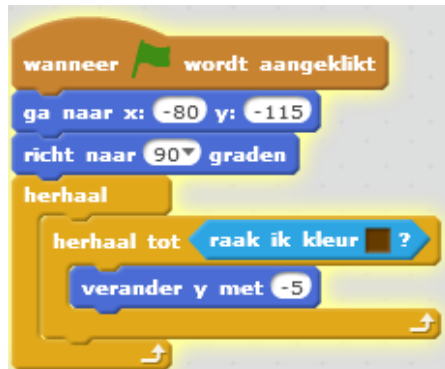 wanneer wordt aangeklikt
ga naar x: -80 y: -115
richt naar 90 graden
herhaal
herhaal tot raak ik kleur ?
verander y met -5